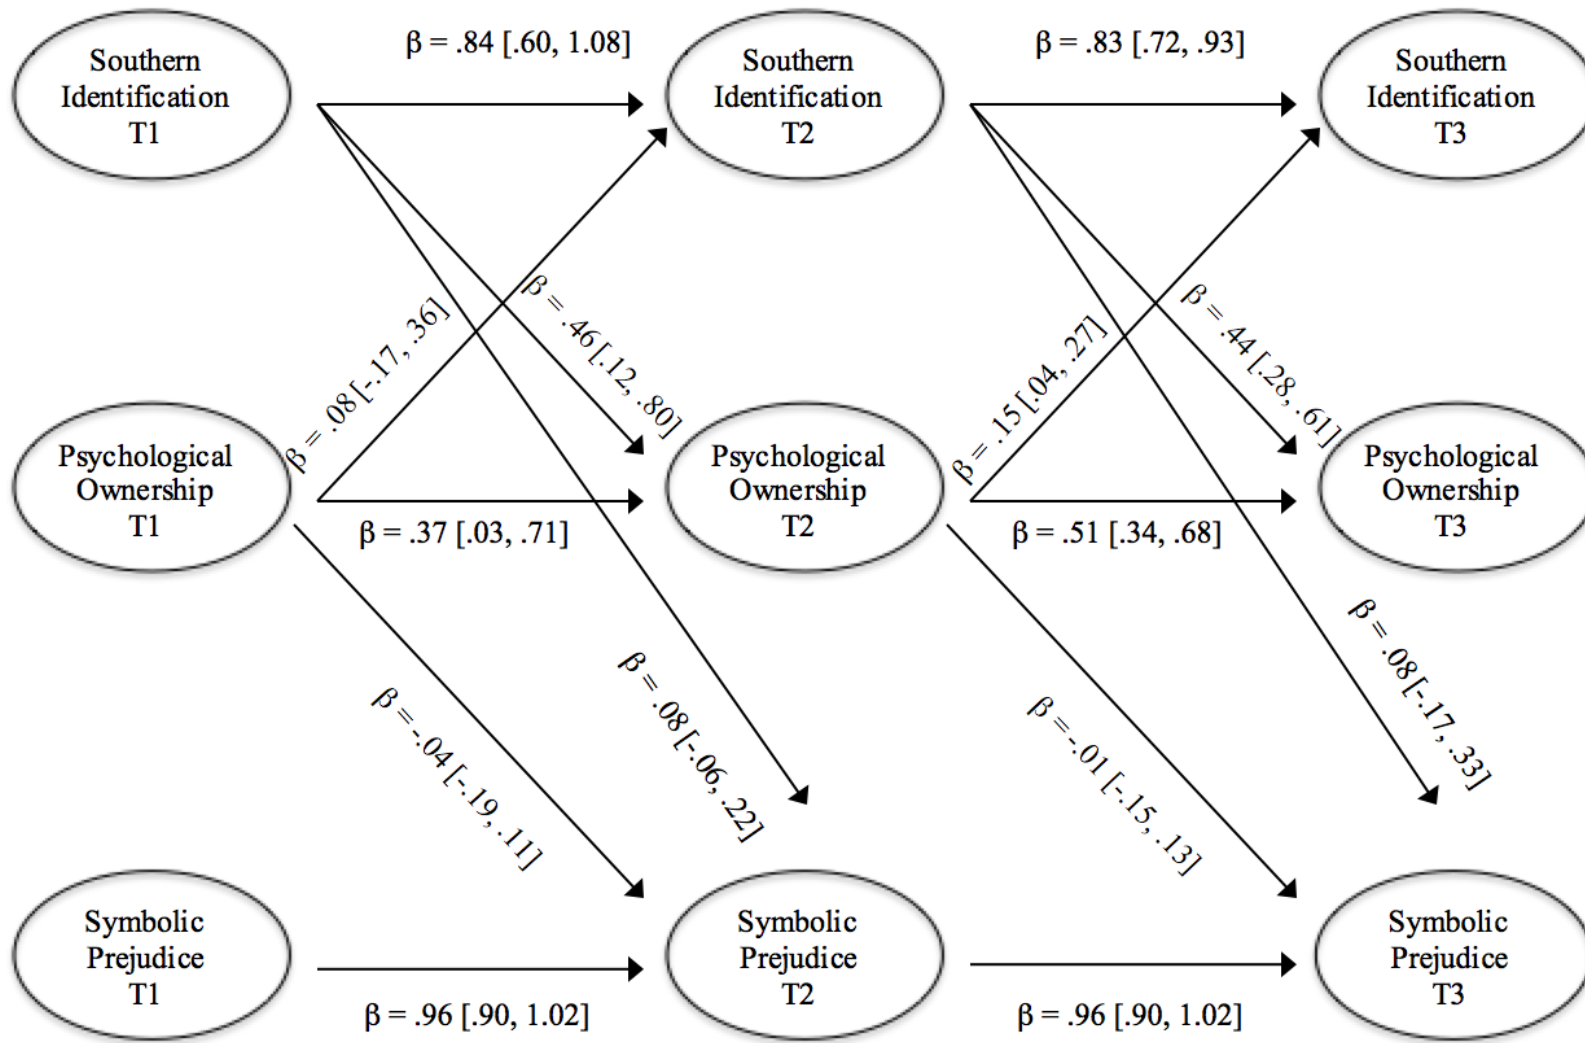 Southern
Identification
T1
β = .84 [.60, 1.08]
Southern
Identification
T2
β = .83 [.72, .93]
Southern
Identification
T3
β = .08 [-.17, .36]
β = .46 [.12, .80]
β = .15 [.04, .27]
β = .44 [.28, .61]
Psychological
Ownership
T1
β = .37 [.03, .71]
Psychological
Ownership
T2
β = .51 [.34, .68]
Psychological
Ownership
T3
β = -.04 [-.19, .11]
β = .08 [-.06, .22]
β = -.01 [-.15, .13]
β = .08 [-.17, .33]
Symbolic
Prejudice
T1
β = .96 [.90, 1.02]
Symbolic
Prejudice
T2
β = .96 [.90, 1.02]
Symbolic
Prejudice
T3